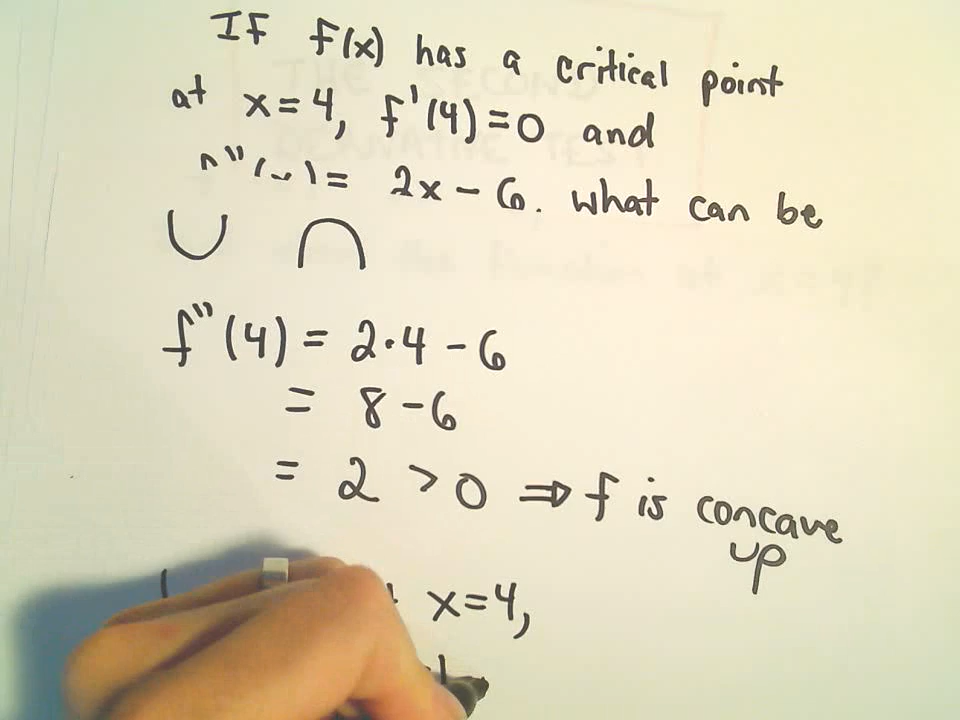 If f(x) has a critical point
at x=4, f'(4)=0 and
= 2x - 6. What can be
∪ ∩
f''(4) = 2·4 - 6
= 8 - 6
= 2 > 0 ⇒ f is concave
up
x=4,